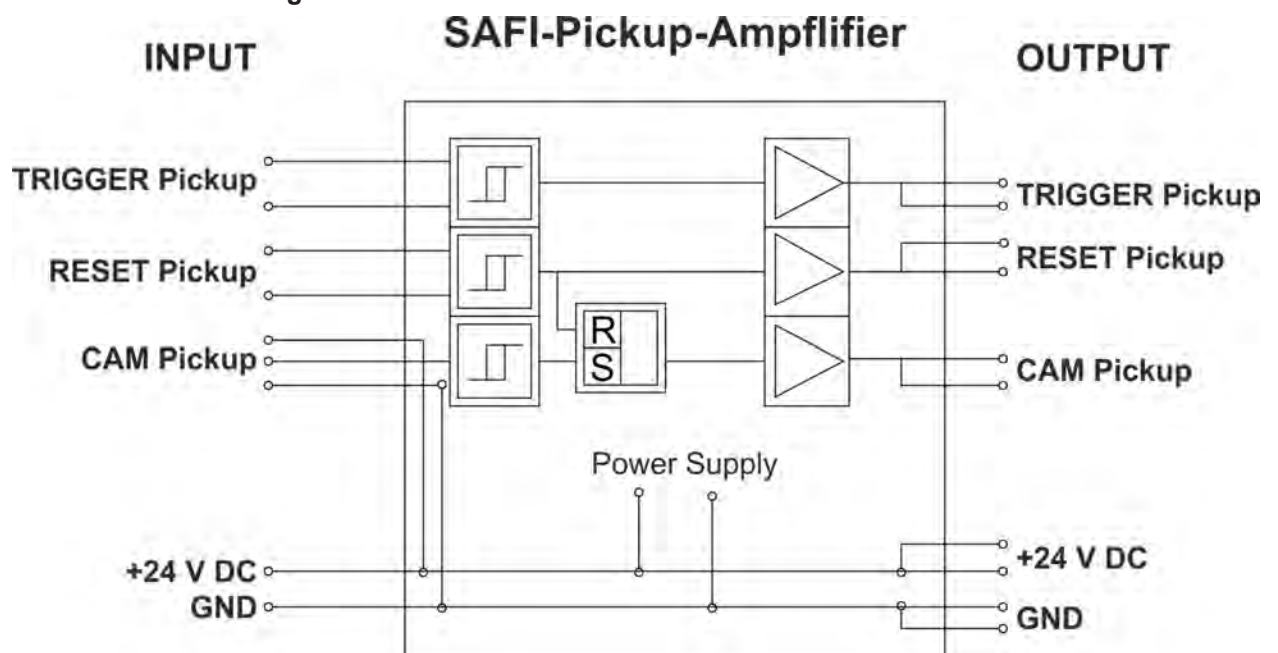 SAFI-Pickup-Ampflifier
INPUT
OUTPUT
TRIGGER Pickup
TRIGGER Pickup
RESET Pickup
RESET Pickup
CAM Pickup
CAM Pickup
R
S
Power Supply
+24 V DC
+24 V DC
GND
GND